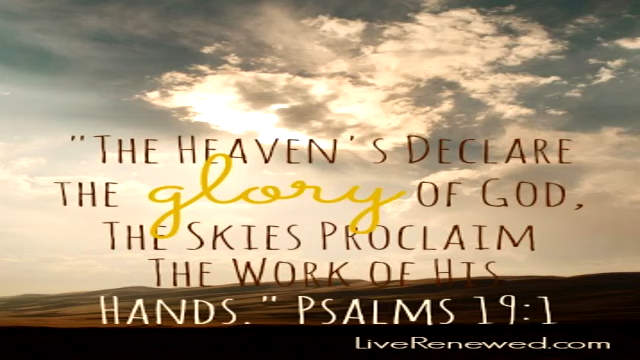 "The Heaven's Declare
the glory of God,
The Skies Proclaim
The Work of His
Hands." Psalms 19:1
LiveRenewed.com